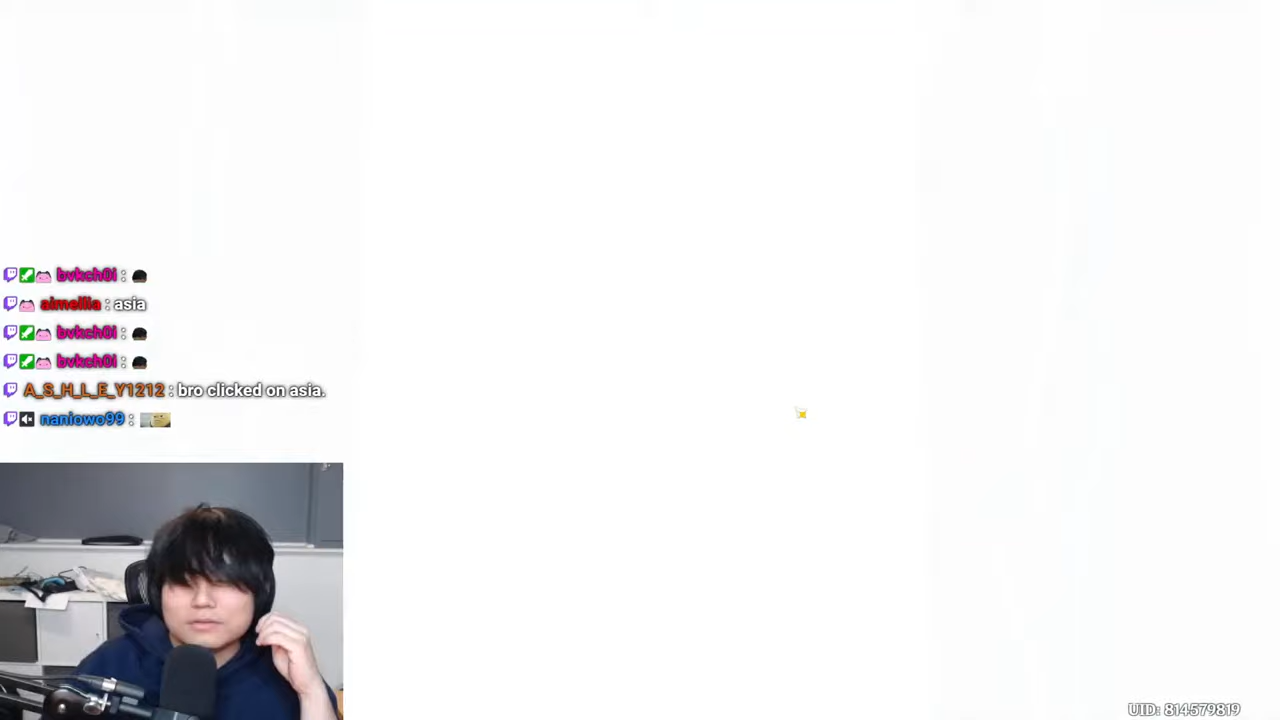 bvkch0i :
aimellia : asia
bvkch0i :
bvkch0i :
A_S_H_L_E_Y1212 : bro clicked on asia.
naniowo99 :
UID: 814579819